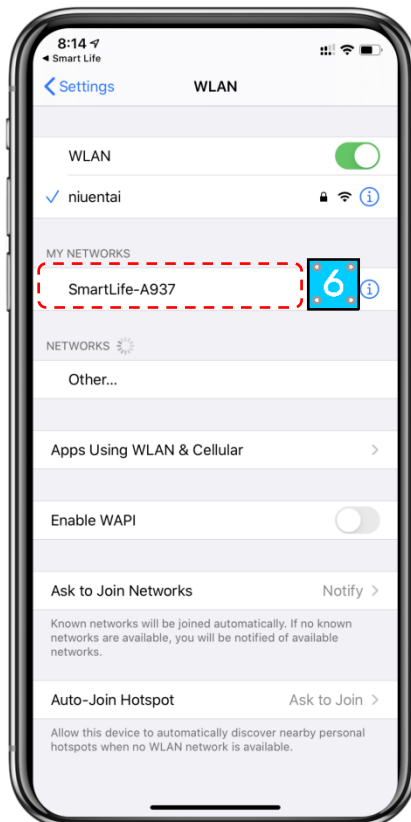 8:14
◀ Smart Life
Settings WLAN
WLAN
niuentai
MY NETWORKS
SmartLife-A937
6
NETWORKS
Other...
Apps Using WLAN & Cellular
Enable WAPI
Ask to Join Networks Notify
Known networks will be joined automatically. If no known
networks are available, you will be notified of available
networks.
Auto-Join Hotspot Ask to Join
Allow this device to automatically discover nearby personal
hotspots when no WLAN network is available.